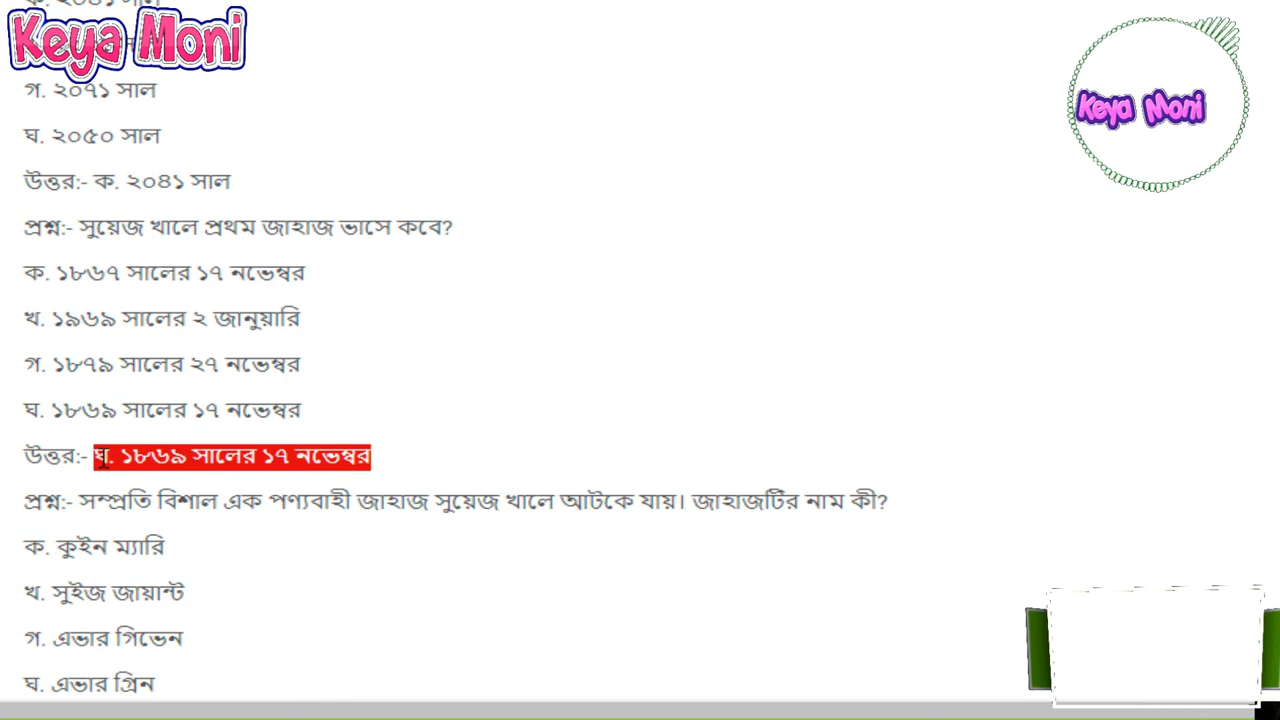 Keya Moni
Keya Moni
গ. ২০৭১ সাল
ঘ. ২০৫০ সাল
উত্তর:- ক. ২০৪১ সাল
প্রশ্ন:- সুয়েজ খালে প্রথম জাহাজ ভাসে কবে?
ক. ১৮৬৭ সালের ১৭ নভেম্বর
খ. ১৯৬৯ সালের ২ জানুয়ারি
গ. ১৮৭৯ সালের ২৭ নভেম্বর
ঘ. ১৮৬৯ সালের ১৭ নভেম্বর
উত্তর:- ঘ. ১৮৬৯ সালের ১৭ নভেম্বর
প্রশ্ন:- সম্প্রতি বিশাল এক পণ্যবাহী জাহাজ সুয়েজ খালে আটকে যায়। জাহাজটির নাম কী?
ক. কুইন ম্যারি
খ. সুইজ জায়ান্ট
গ. এভার গিভেন
ঘ. এভার গ্রিন